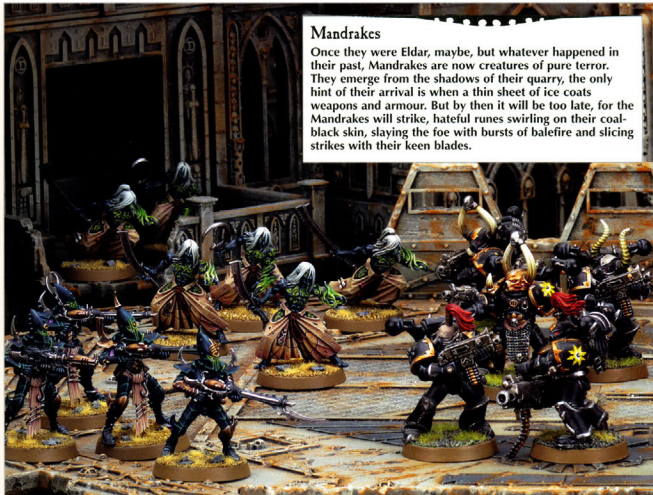 Mandrakes
Once they were Eldar, maybe, but whatever happened in
their past, Mandrakes are now creatures of pure terror.
They emerge from the shadows of their quarry, the only
hint of their arrival is when a thin sheet of ice coats
weapons and armour. But by then it will be too late, for the
Mandrakes will strike, hateful runes swirling on their coal-
black skin, slaying the foe with bursts of balefire and slicing
strikes with their keen blades.